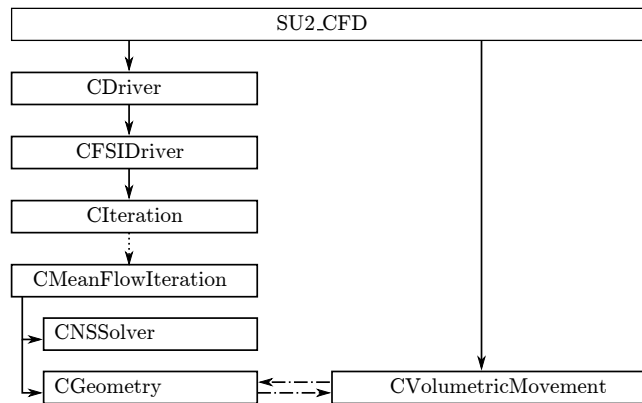 SU2_CFD
CDriver
CFSIDriver
CIteration
CMeanFlowIteration
CNSSolver
CGeometry
CVolumetricMovement